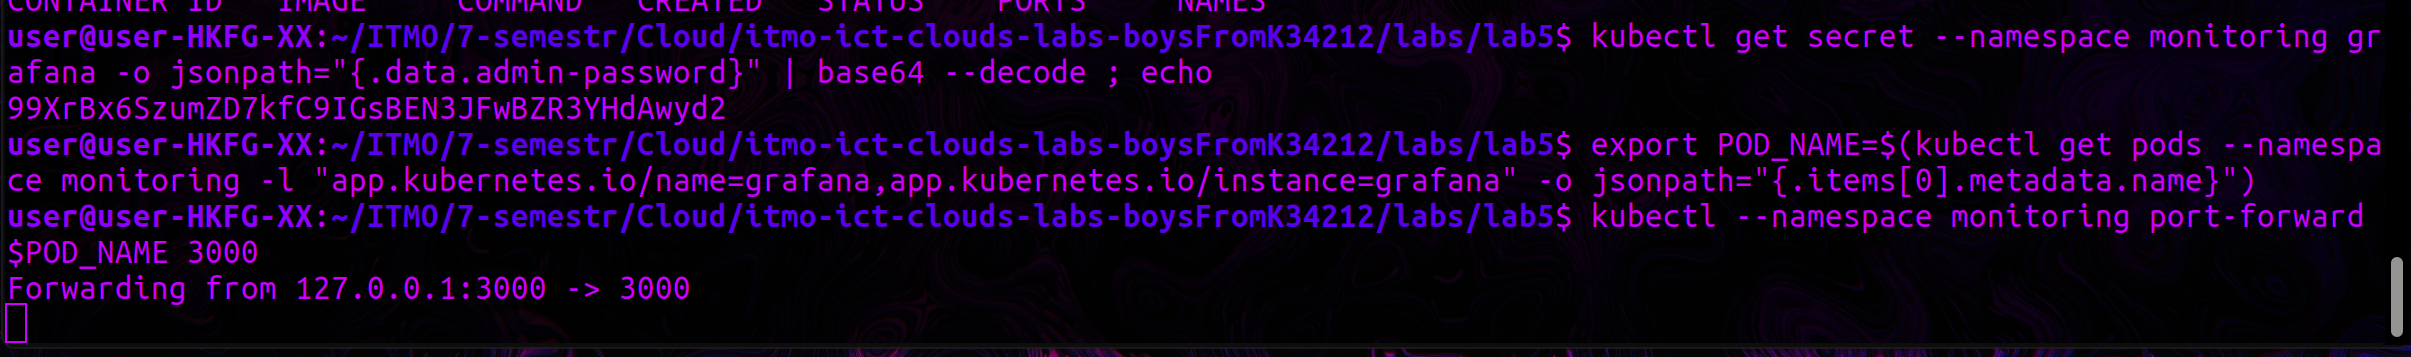 CONTAINER ID   IMAGE     COMMAND   CREATED   STATUS    PORTS     NAMES
user@user-HKFG-XX:~/ITMO/7-semestr/Cloud/itmo-ict-clouds-labs-boysFromK34212/labs/lab5$ kubectl get secret --namespace monitoring gr
afana -o jsonpath="{.data.admin-password}" | base64 --decode ; echo
99XrBx6SzumZD7kfC9IGsBEN3JFwBZR3YHdAwyd2
user@user-HKFG-XX:~/ITMO/7-semestr/Cloud/itmo-ict-clouds-labs-boysFromK34212/labs/lab5$ export POD_NAME=$(kubectl get pods --namespa
ce monitoring -l "app.kubernetes.io/name=grafana,app.kubernetes.io/instance=grafana" -o jsonpath="{.items[0].metadata.name}")
user@user-HKFG-XX:~/ITMO/7-semestr/Cloud/itmo-ict-clouds-labs-boysFromK34212/labs/lab5$ kubectl --namespace monitoring port-forward
$POD_NAME 3000
Forwarding from 127.0.0.1:3000 -> 3000